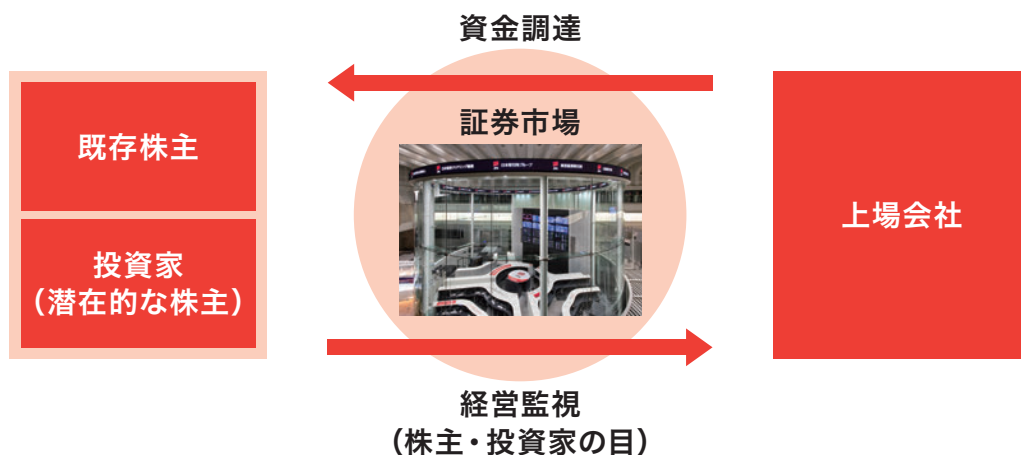 資金調達
証券市場
既存株主
投資家
（潜在的な株主）
上場会社
経営監視
（株主・投資家の目）